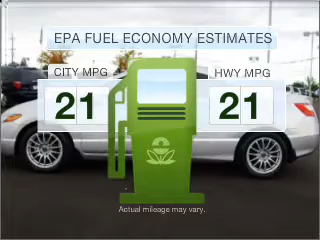 EPA FUEL ECONOMY ESTIMATES
CITY MPG
HWY MPG
21
21
Actual mileage may vary.